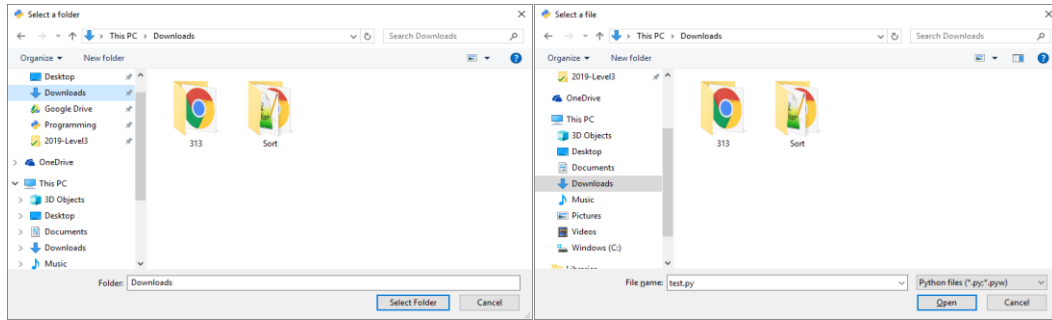 Select a folder
This PC > Downloads
Search Downloads
Organize
New folder
Desktop
Downloads
Google Drive
Programming
2019-Level3
OneDrive
This PC
3D Objects
Desktop
Documents
Downloads
Music
313
Sort
Folder: Downloads
Select Folder
Cancel
Select a file
This PC > Downloads
Search Downloads
Organize
New folder
2019-Level3
OneDrive
This PC
3D Objects
Desktop
Documents
Downloads
Music
Pictures
Videos
Windows (C:)
313
Sort
File name: test.py
Python files (*.py;*.pyw)
Open
Cancel